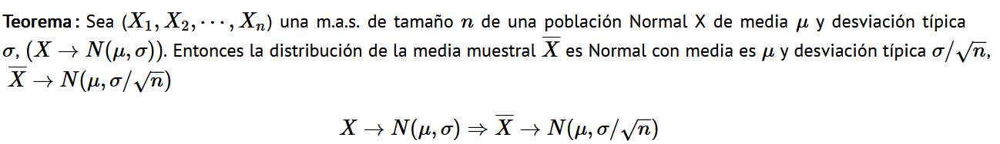 Teorema: Sea (X₁, X₂, ⋯, Xₙ) una m.a.s. de tamaño n de una población Normal X de media μ y desviación típica
σ, (X → N(μ, σ)). Entonces la distribución de la media muestral X̅ es Normal con media es μ y desviación típica σ/√n,
X̅ → N(μ, σ/√n)
X → N(μ, σ) ⇒ X̅ → N(μ, σ/√n)